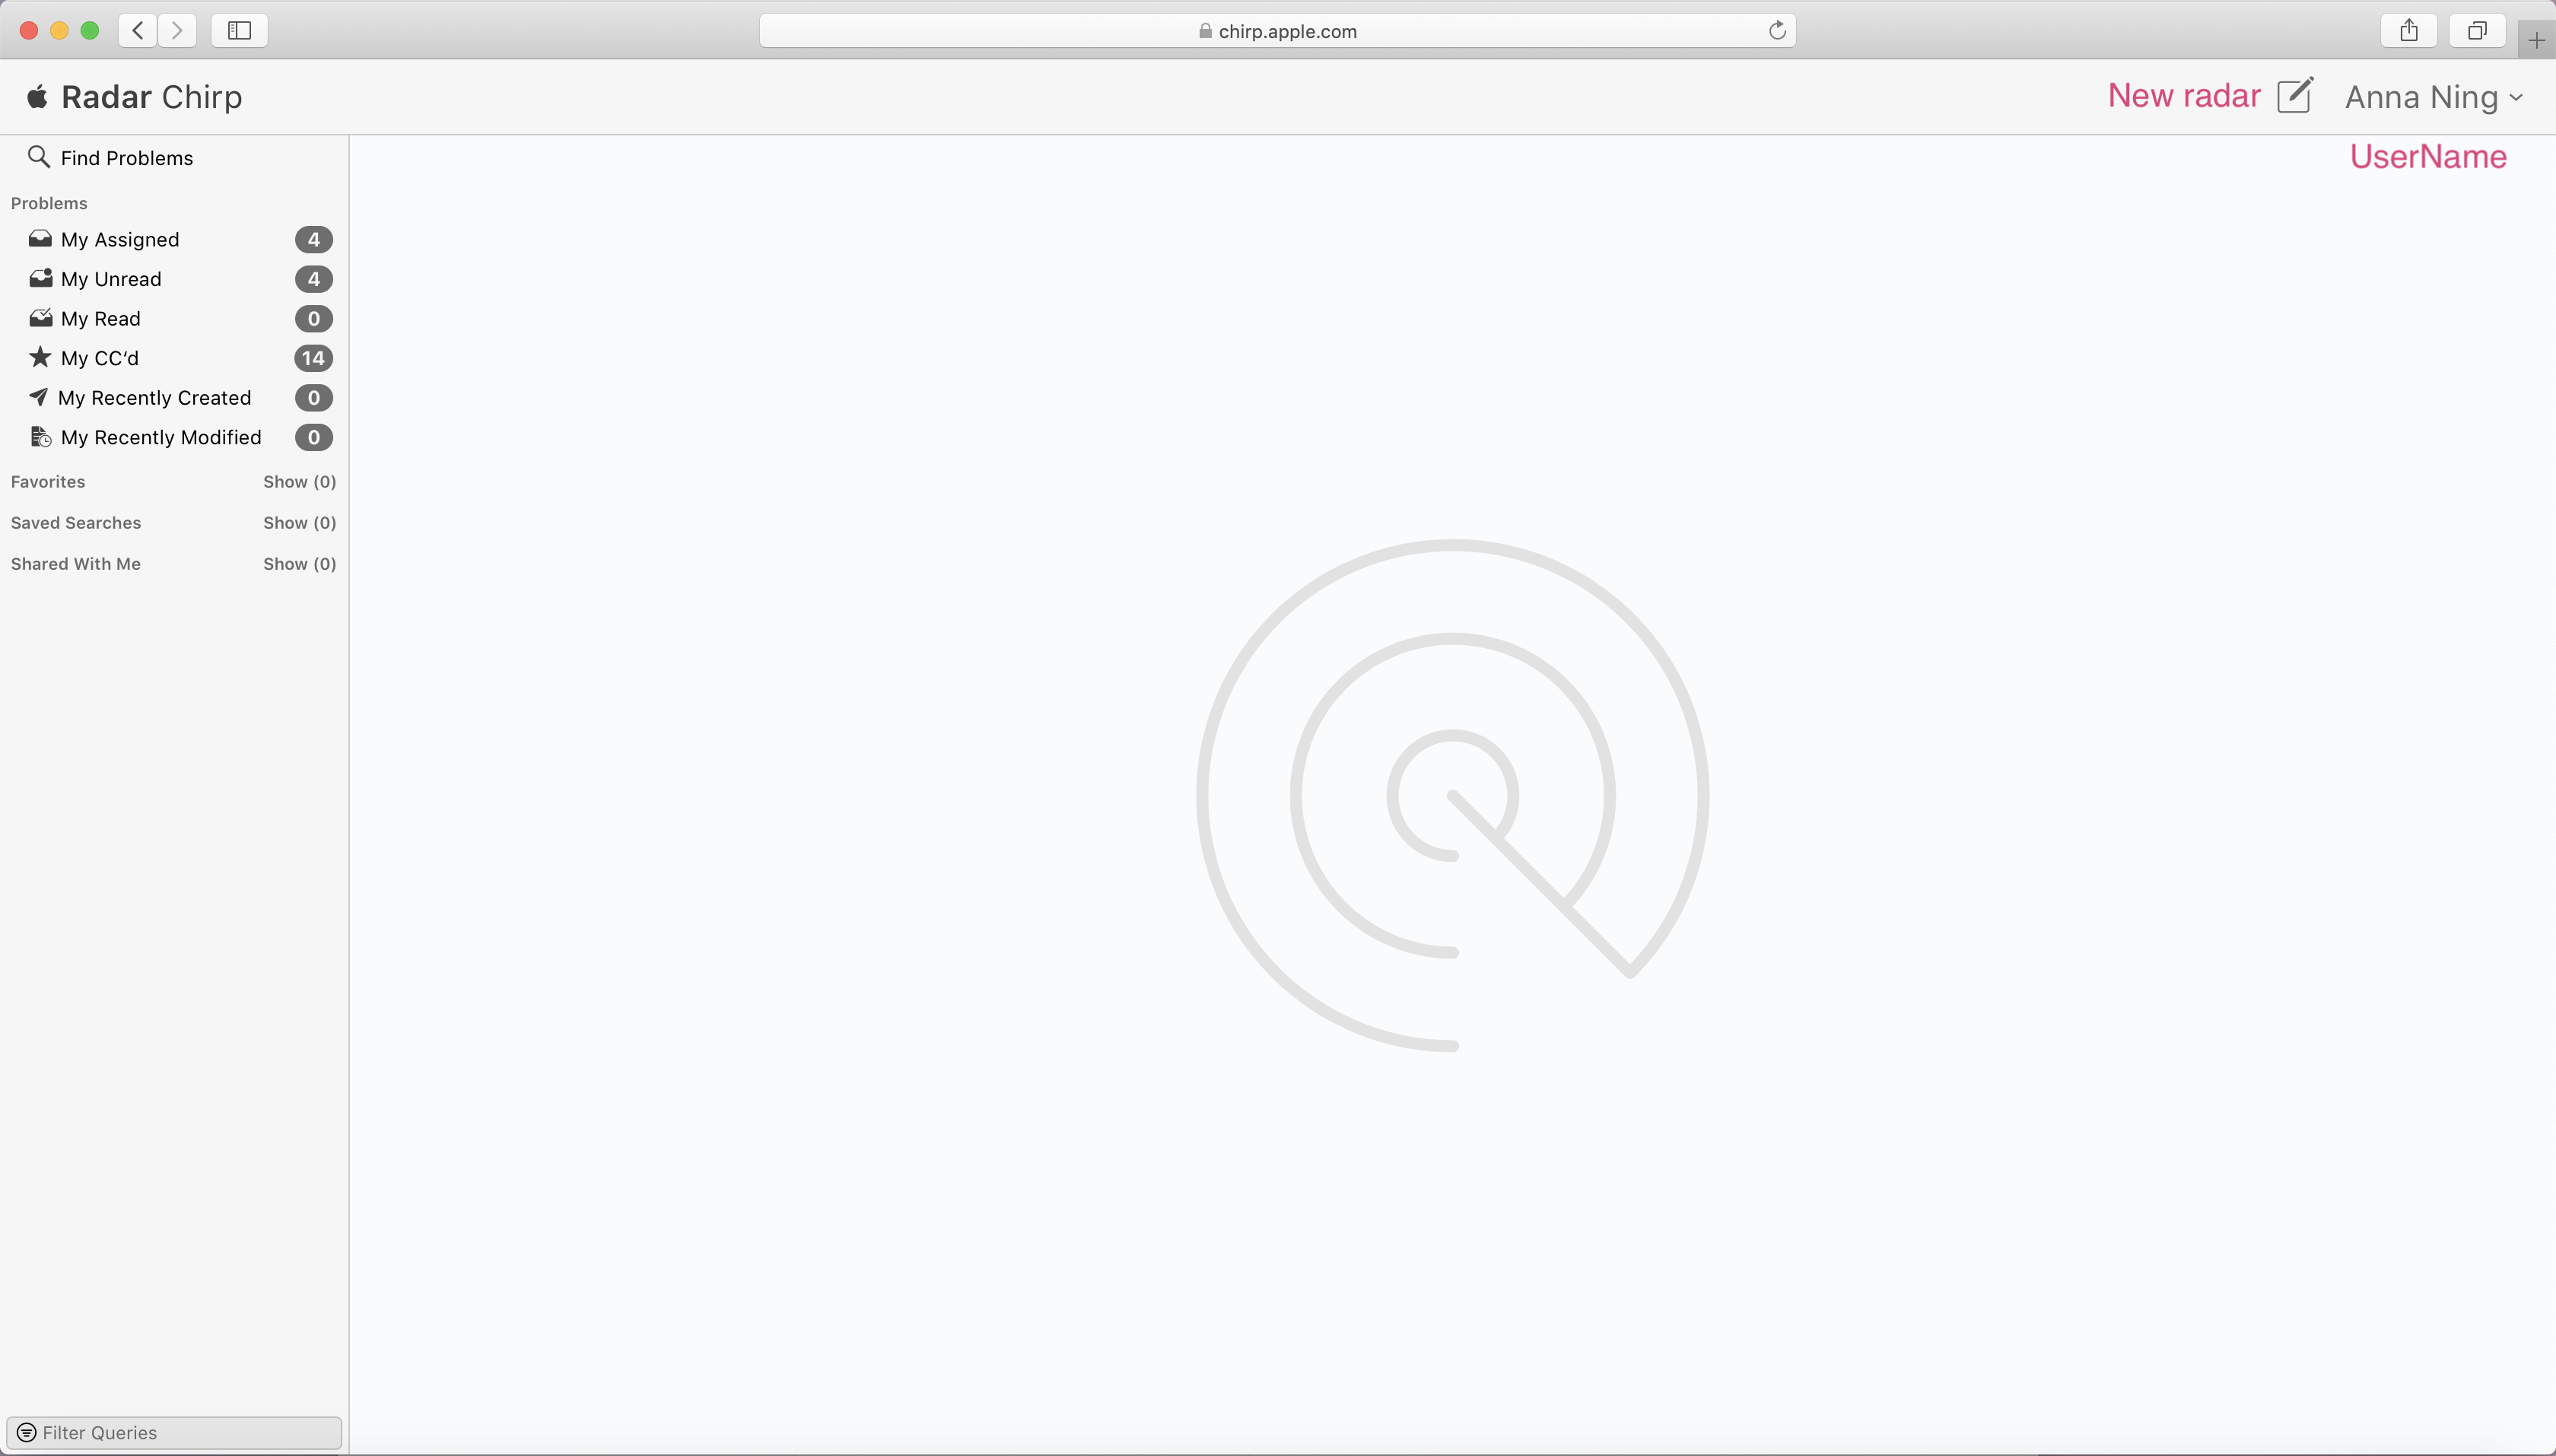 chirp.apple.com
Radar Chirp
New radar
Anna Ning
UserName
Find Problems
Problems
My Assigned 4
My Unread 4
My Read 0
My CC'd 14
My Recently Created 0
My Recently Modified 0
Favorites Show (0)
Saved Searches Show (0)
Shared With Me Show (0)
Filter Queries